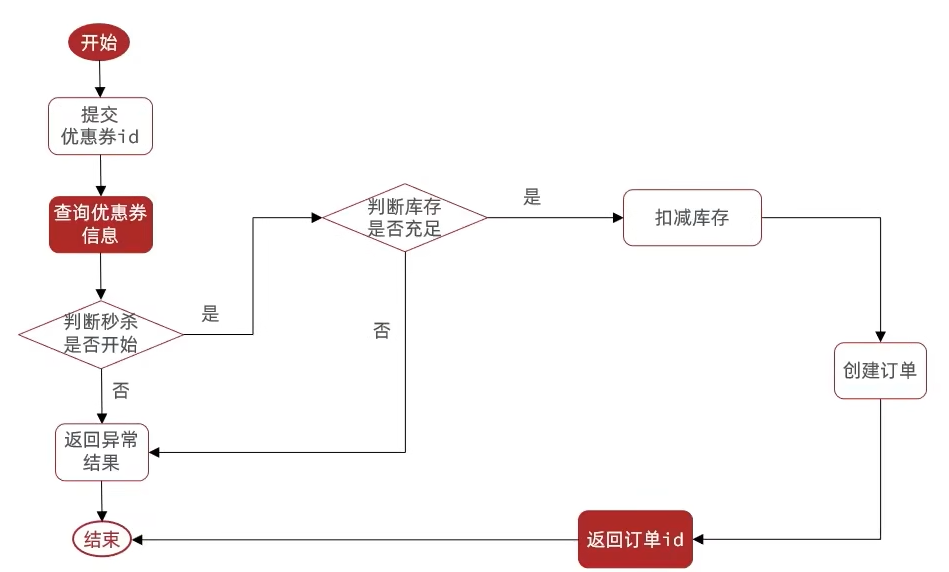 开始
提交
优惠券id
查询优惠券
信息
判断秒杀
是否开始
是
否
返回异常
结果
结束
判断库存
是否充足
是
否
扣减库存
创建订单
返回订单id